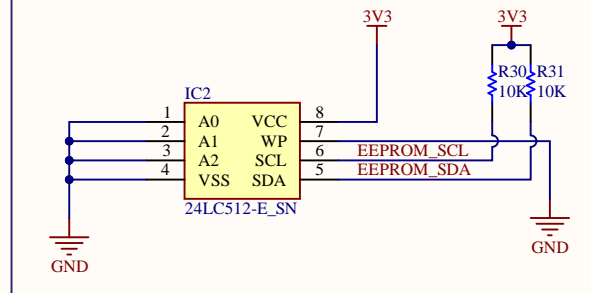 3V3
3V3
R30
R31
10K
10K
IC2
1
A0
VCC
8
2
A1
WP
7
3
A2
SCL
6
EEPROM_SCL
4
VSS
SDA
5
EEPROM_SDA
24LC512-E_SN
GND
GND